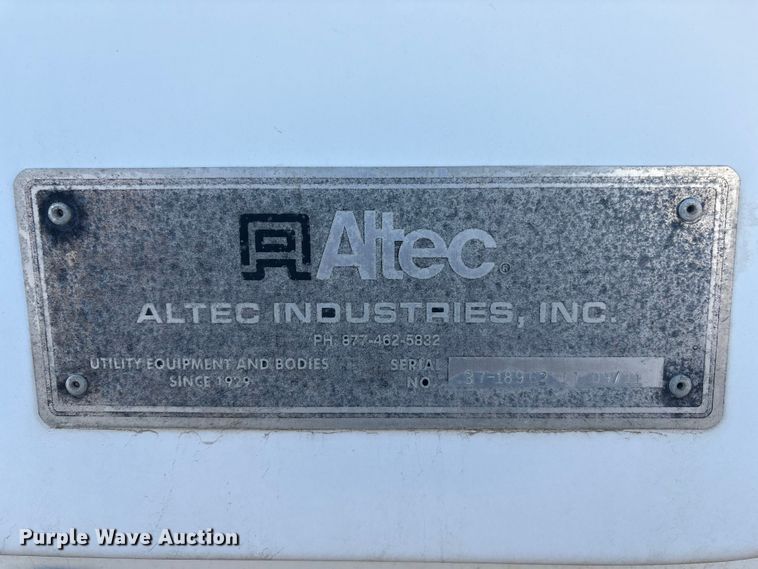 Altec®
ALTEC INDUSTRIES, INC.
PH. 877-462-5832
UTILITY EQUIPMENT AND BODIES
SINCE 1929
SERIAL
NO
Purple Wave Auction